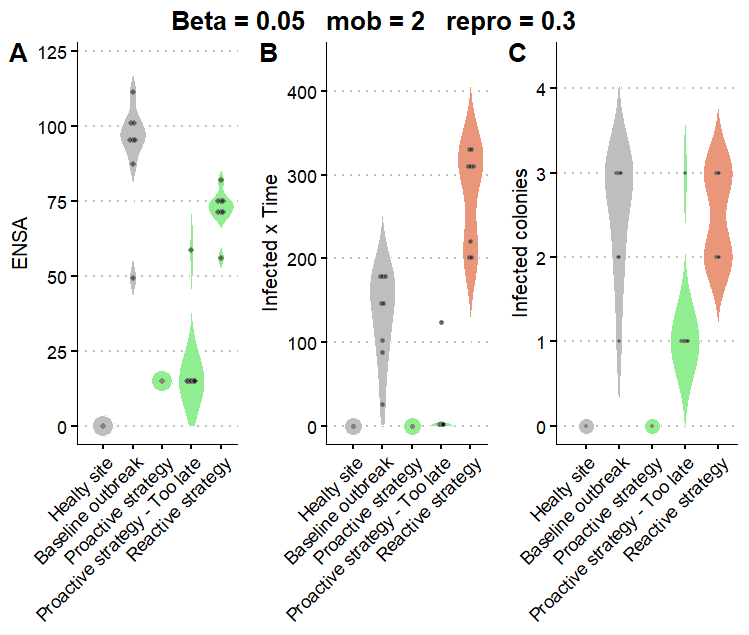 Beta = 0.05 mob = 2 repro = 0.3
A
ENSA
125
100
75
50
25
0
Healty site
Baseline outbreak
Proactive strategy
Proactive strategy - Too late
Reactive strategy
B
Infected x Time
400
300
200
100
0
Healty site
Baseline outbreak
Proactive strategy
Proactive strategy - Too late
Reactive strategy
C
Infected colonies
4
3
2
1
0
Healty site
Baseline outbreak
Proactive strategy
Proactive strategy - Too late
Reactive strategy